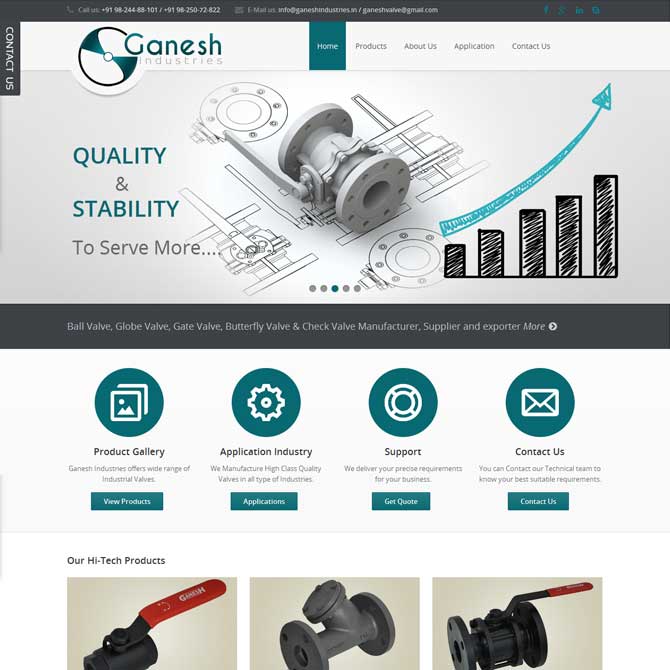 Call us: +91 98-244-88-101 / +91 98-250-72-822
E-Mail us: info@ganeshindustries.in / ganeshvalve@gmail.com
CONTACT US
Ganesh
industries
Home Products About Us Application Contact Us
QUALITY
&
STABILITY
To Serve More....
Ball Valve, Globe Valve, Gate Valve, Butterfly Valve & Check Valve Manufacturer, Supplier and exporter More
Product Gallery
Ganesh Industries offers wide range of
Industrial Valves.
View Products
Application Industry
We Manufacture High Class Quality
Valves in all type of Industries.
Applications
Support
We deliver your precise requirements
for your business.
Get Quote
Contact Us
You can Contact our Technical team to
know your best suitable requirements.
Contact Us
Our Hi-Tech Products
GANESH